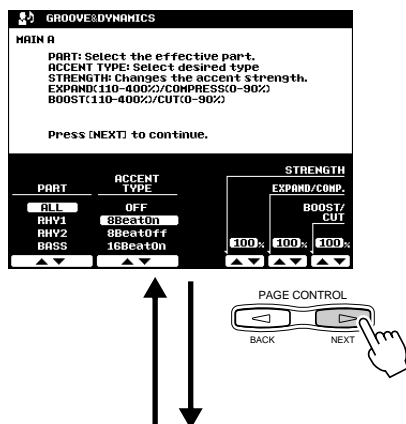 GROOVE&DYNAMICS
MAIN A
PART: Select the effective part.
ACCENT TYPE: Select desired type
STRENGTH: Changes the accent strength.
EXPAND(110-400%)/COMPRESS(0-90%)
BOOST(110-400%)/CUT(0-90%)
Press [NEXT] to continue.
STRENGTH
PART
ACCENT
TYPE
EXPAND/COMP.
BOOST/
CUT
ALL
RHY1
RHY2
BASS
OFF
8BeatOn
8BeatOff
16BeatOn
100% 100% 100%
PAGE CONTROL
BACK NEXT